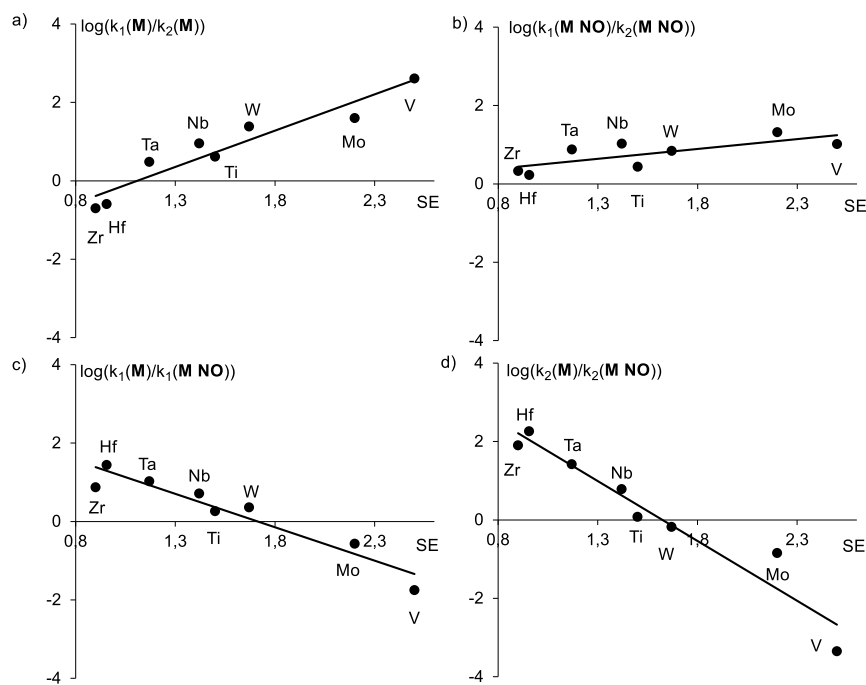 a) log(k₁(M)/k₂(M))
4
2
0
-2
-4
0,8 1,3 1,8 2,3 SE
Zr Hf Ta Nb Ti W Mo V
b) log(k₁(M NO)/k₂(M NO))
4
2
0
-2
-4
0,8 1,3 1,8 2,3 SE
Zr Hf Ta Nb Ti W Mo V
c) log(k₁(M)/k₁(M NO))
4
2
0
-2
-4
0,8 1,3 1,8 2,3 SE
Zr Hf Ta Nb Ti W Mo V
d) log(k₂(M)/k₂(M NO))
4
2
0
-2
-4
0,8 1,3 1,8 2,3 SE
Zr Hf Ta Nb Ti W Mo V